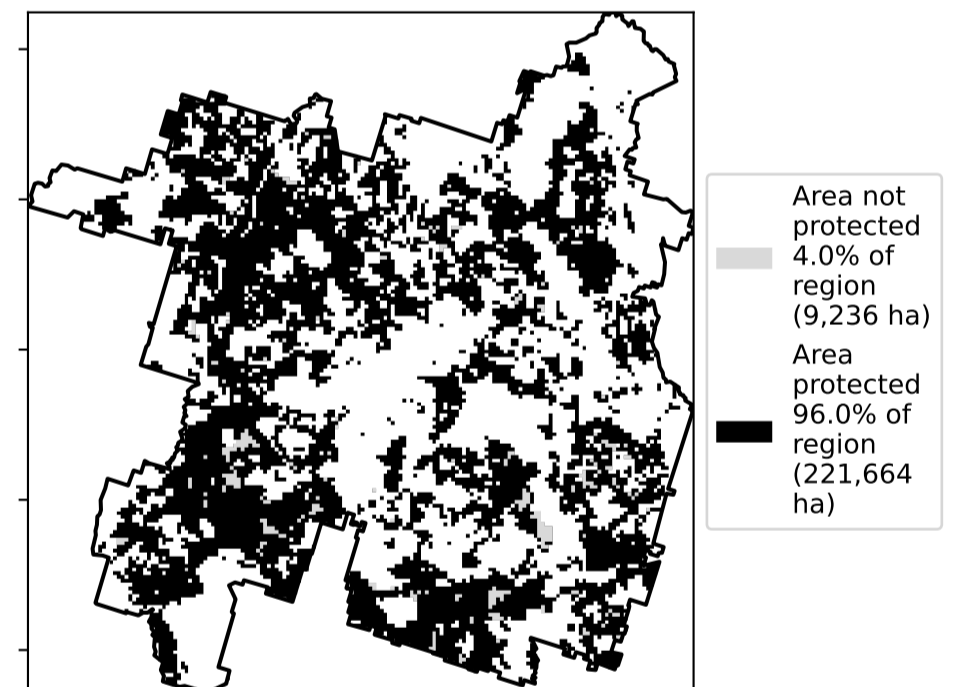 Area not
protected
4.0% of
region
(9,236 ha)
Area
protected
96.0% of
region
(221,664
ha)